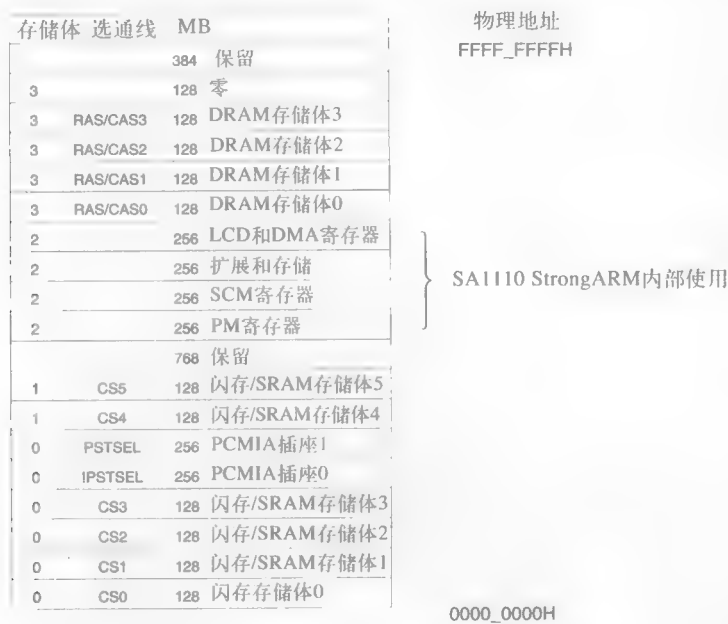 存储体 选通线 MB 物理地址
384 保留 FFFF_FFFFH
3 128 零
3 RAS/CAS3 128 DRAM存储体3
3 RAS/CAS2 128 DRAM存储体2
3 RAS/CAS1 128 DRAM存储体1
3 RAS/CAS0 128 DRAM存储体0
2 256 LCD和DMA寄存器
2 256 扩展和存储
2 256 SCM寄存器
2 256 PM寄存器
SA1110 StrongARM内部使用
768 保留
1 CS5 128 闪存/SRAM存储体5
1 CS4 128 闪存/SRAM存储体4
0 PSTSEL 256 PCMIA插座1
0 !PSTSEL 256 PCMIA插座0
0 CS3 128 闪存/SRAM存储体3
0 CS2 128 闪存/SRAM存储体2
0 CS1 128 闪存/SRAM存储体1
0 CS0 128 闪存存储体0
0000_0000H